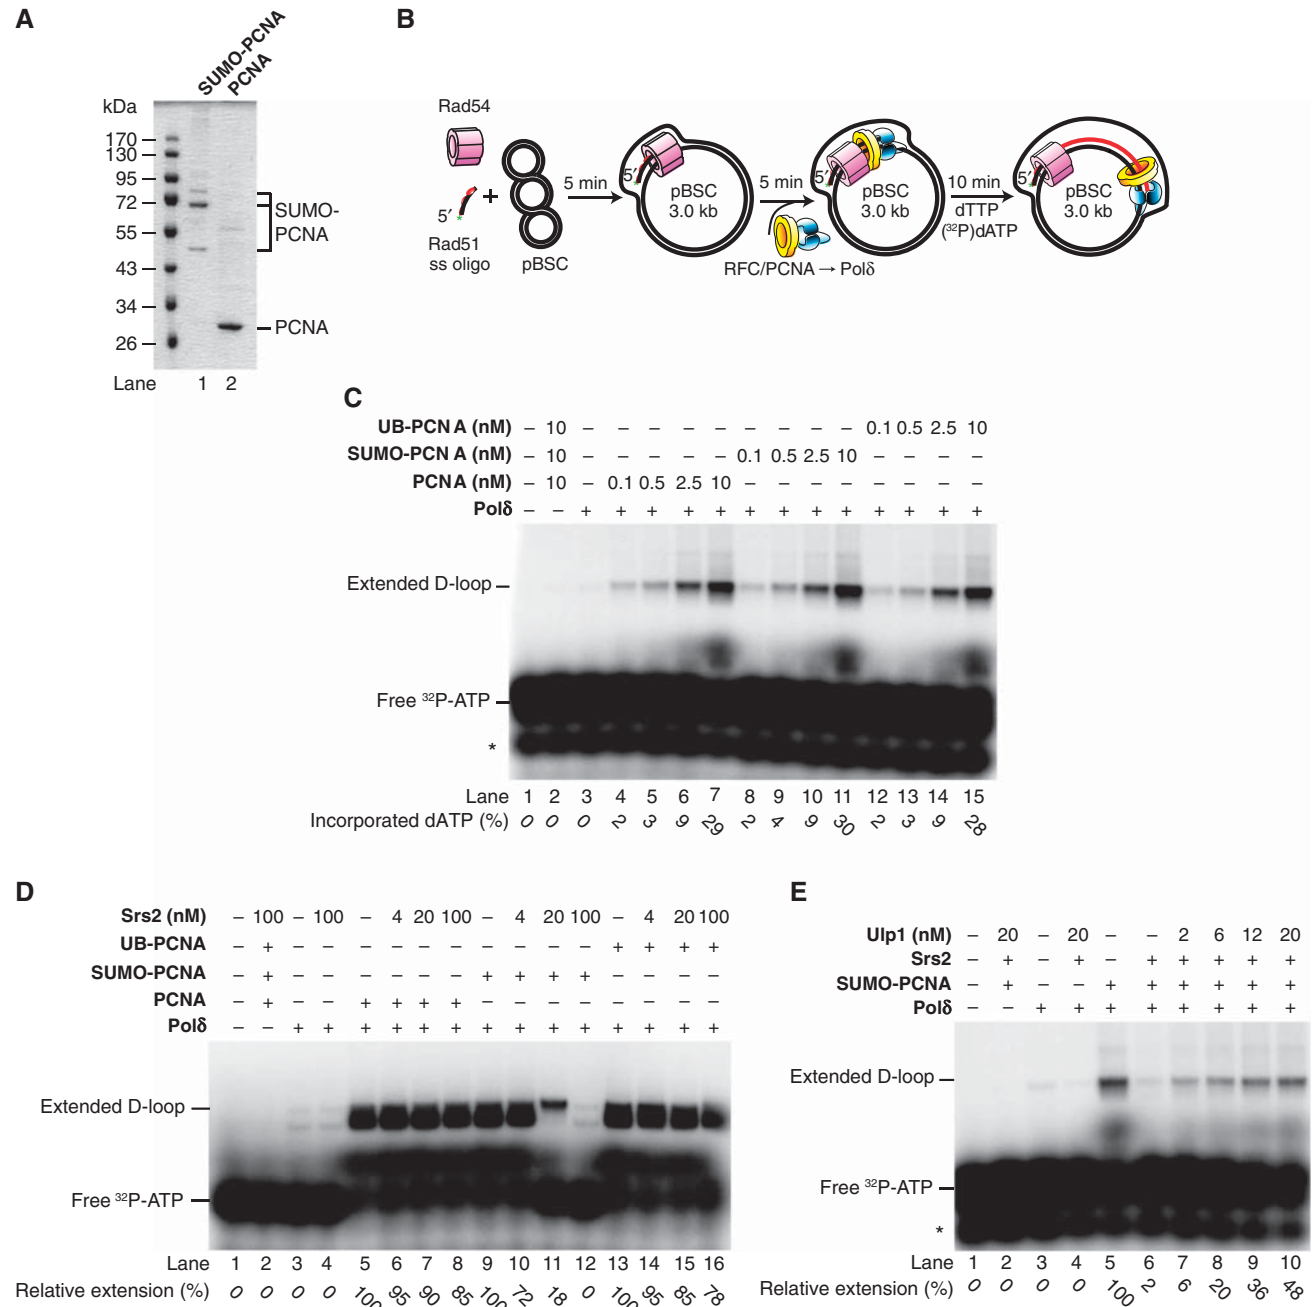 A
SUMO-PCNA
PCNA
kDa
170
130
95
72
55
43
34
26
SUMO-
PCNA
PCNA
Lane 1 2
B
Rad54
5′
*
Rad51
ss oligo
+
pBSC
5 min
5′
*
pBSC
3.0 kb
5 min
RFC/PCNA → Polδ
5′
*
pBSC
3.0 kb
10 min
dTTP
(32P)dATP
5′
*
pBSC
3.0 kb
C
UB-PCNA (nM) – 10 – – – – – – – – – 0.1 0.5 2.5 10
SUMO-PCNA (nM) – 10 – – – – – 0.1 0.5 2.5 10 – – – –
PCNA (nM) – 10 – 0.1 0.5 2.5 10 – – – – – – – –
Polδ – – + + + + + + + + + + + + +
Extended D-loop
Free 32P-ATP
*
Lane 1 2 3 4 5 6 7 8 9 10 11 12 13 14 15
Incorporated dATP (%) 0 0 0 2 3 9 29 2 4 9 30 2 3 9 28
D
Srs2 (nM) – 100 – 100 – 4 20 100 – 4 20 100 – 4 20 100
UB-PCNA – + – – – – – – – – – – + + + +
SUMO-PCNA – + – – – – – – + + + + – – – –
PCNA – + – – + + + + – – – – – – – –
Polδ – – + + + + + + + + + + + + + +
Extended D-loop
Free 32P-ATP
Lane 1 2 3 4 5 6 7 8 9 10 11 12 13 14 15 16
Relative extension (%) 0 0 0 0 100 95 90 85 100 72 18 0 100 95 85 78
E
Ulp1 (nM) – 20 – 20 – – 2 6 12 20
Srs2 – + – + – + + + + +
SUMO-PCNA – + – – + + + + + +
Polδ – – + + + + + + + +
Extended D-loop
Free 32P-ATP
*
Lane 1 2 3 4 5 6 7 8 9 10
Relative extension (%) 0 0 0 0 100 2 6 20 36 48